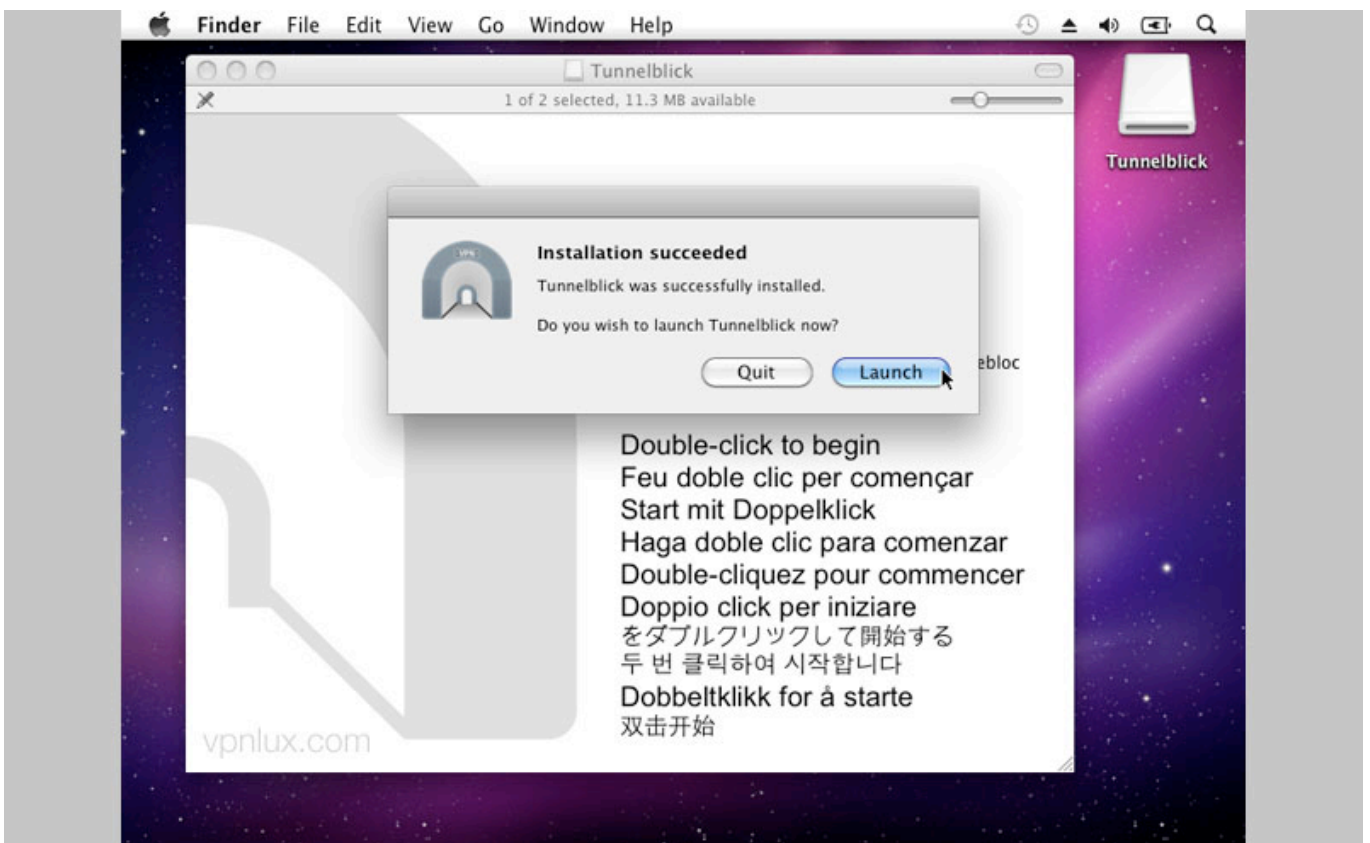 Finder File Edit View Go Window Help
Tunnelblick
1 of 2 selected, 11.3 MB available
Tunnelblick
VPN
Installation succeeded
Tunnelblick was successfully installed.
Do you wish to launch Tunnelblick now?
Quit Launch
ebloc
Double-click to begin
Feu doble clic per començar
Start mit Doppelklick
Haga doble clic para comenzar
Double-cliquez pour commencer
Doppio click per iniziare
をダブルクリックして開始する
두 번 클릭하여 시작합니다
Dobbeltklikk for å starte
双击开始
vpnlux.com